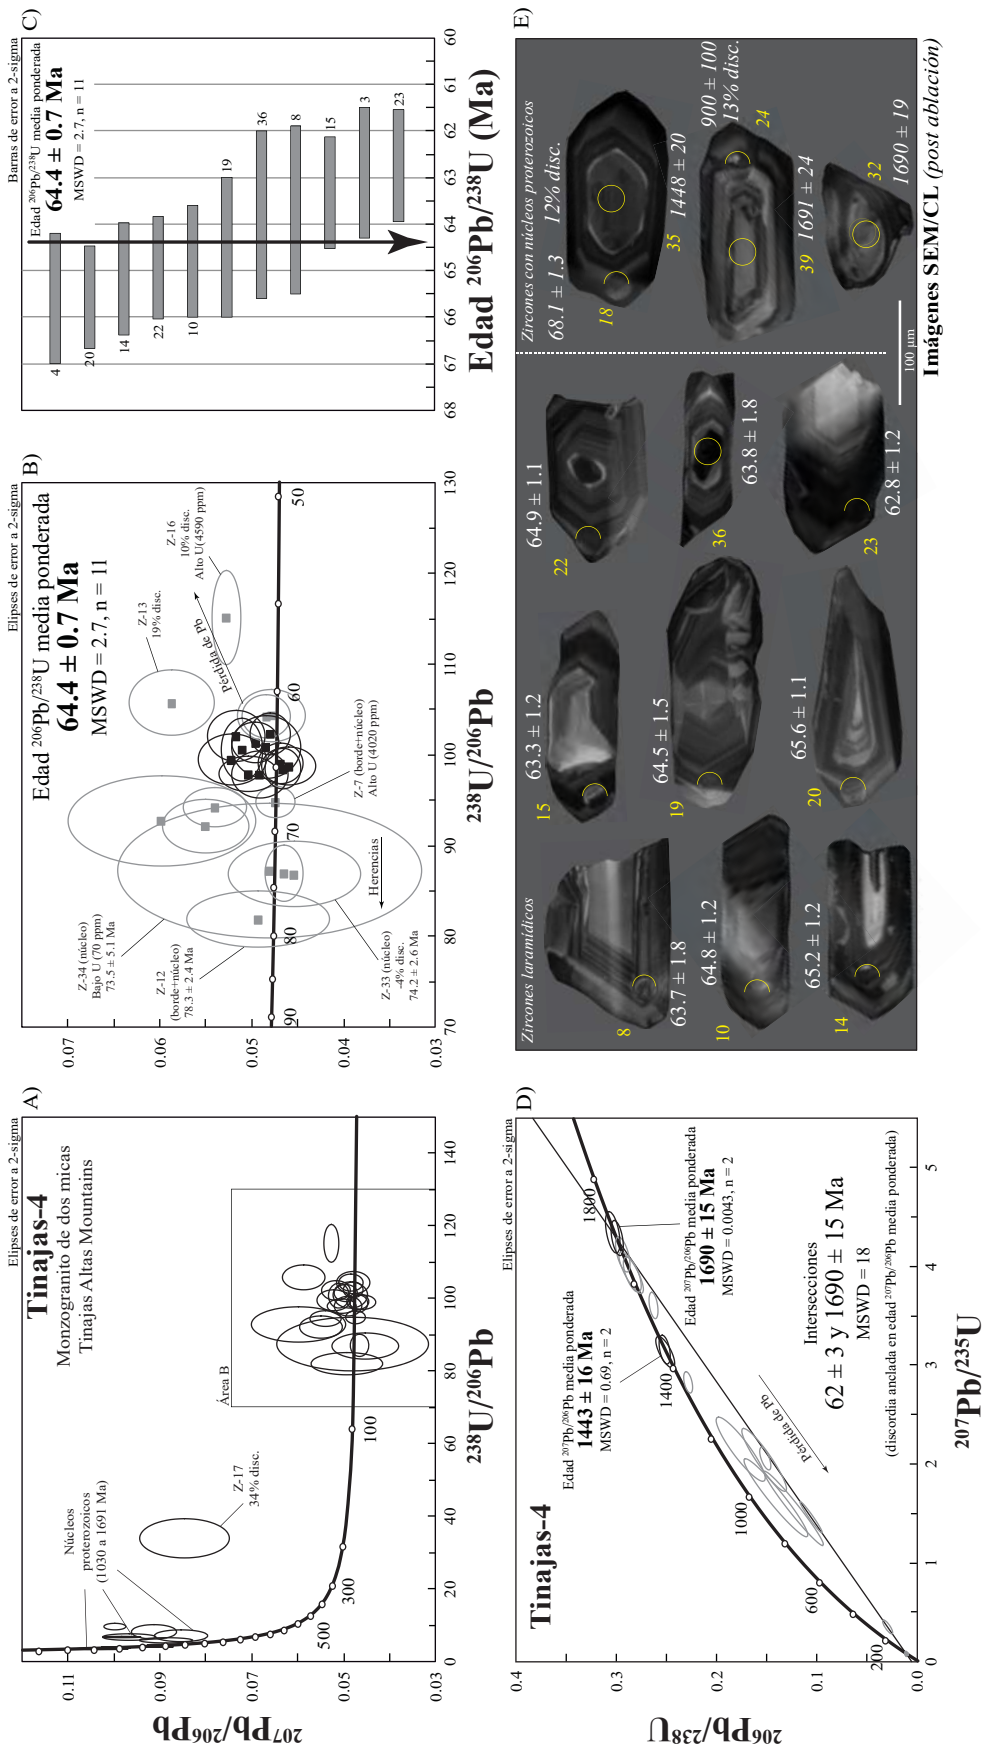 A)
Elipses de error a 2-sigma
Tinajas-4
Monzogranito de dos micas
Tinajas Altas Mountains
Área B
Núcleos
proterozoicos
(1030 a 1691 Ma)
Z-17
34% disc.
500
300
100
0.11
0.09
0.07
0.05
0.03
0
20
40
60
80
100
120
140
207Pb/206Pb
238U/206Pb
B)
Elipses de error a 2-sigma
Edad 206Pb/238U media ponderada
64.4 ± 0.7 Ma
MSWD = 2.7, n = 11
Z-34 (núcleo)
Bajo U (70 ppm)
73.5 ± 5.1 Ma
Z-12
(borde+núcleo)
78.3 ± 2.4 Ma
Z-33 (núcleo)
-4% disc.
74.2 ± 2.6 Ma
Herencias
Z-7 (borde+núcleo)
Alto U (4020 ppm)
Z-13
19% disc.
Z-16
10% disc.
Alto U(4590 ppm)
Pérdida de Pb
90
80
70
60
50
0.07
0.06
0.05
0.04
0.03
70
80
90
100
110
120
130
238U/206Pb
C)
Barras de error a 2-sigma
Edad 206Pb/238U media ponderada
64.4 ± 0.7 Ma
MSWD = 2.7, n = 11
4
20
14
22
10
19
36
8
15
3
23
68
67
66
65
64
63
62
61
60
Edad 206Pb/238U (Ma)
D)
Elipses de error a 2-sigma
Tinajas-4
Edad 207Pb/206Pb media ponderada
1443 ± 16 Ma
MSWD = 0.69, n = 2
Edad 207Pb/206Pb media ponderada
1690 ± 15 Ma
MSWD = 0.0043, n = 2
Pérdida de Pb
Intersecciones
62 ± 3 y 1690 ± 15 Ma
MSWD = 18
(discordia anclada en edad 207Pb/206Pb media ponderada)
200
600
1000
1400
1800
0.4
0.3
0.2
0.1
0.0
0
1
2
3
4
5
206Pb/238U
207Pb/235U
E)
Zircones laramídicos
Zircones con núcleos proterozoicos
8
63.7 ± 1.8
10
64.8 ± 1.2
14
65.2 ± 1.2
15
63.3 ± 1.2
19
64.5 ± 1.5
20
65.6 ± 1.1
22
64.9 ± 1.1
36
63.8 ± 1.8
23
62.8 ± 1.2
68.1 ± 1.3
12% disc.
18
35
1448 ± 20
900 ± 100
13% disc.
24
39
1691 ± 24
32
1690 ± 19
100 µm
Imágenes SEM/CL (post ablación)